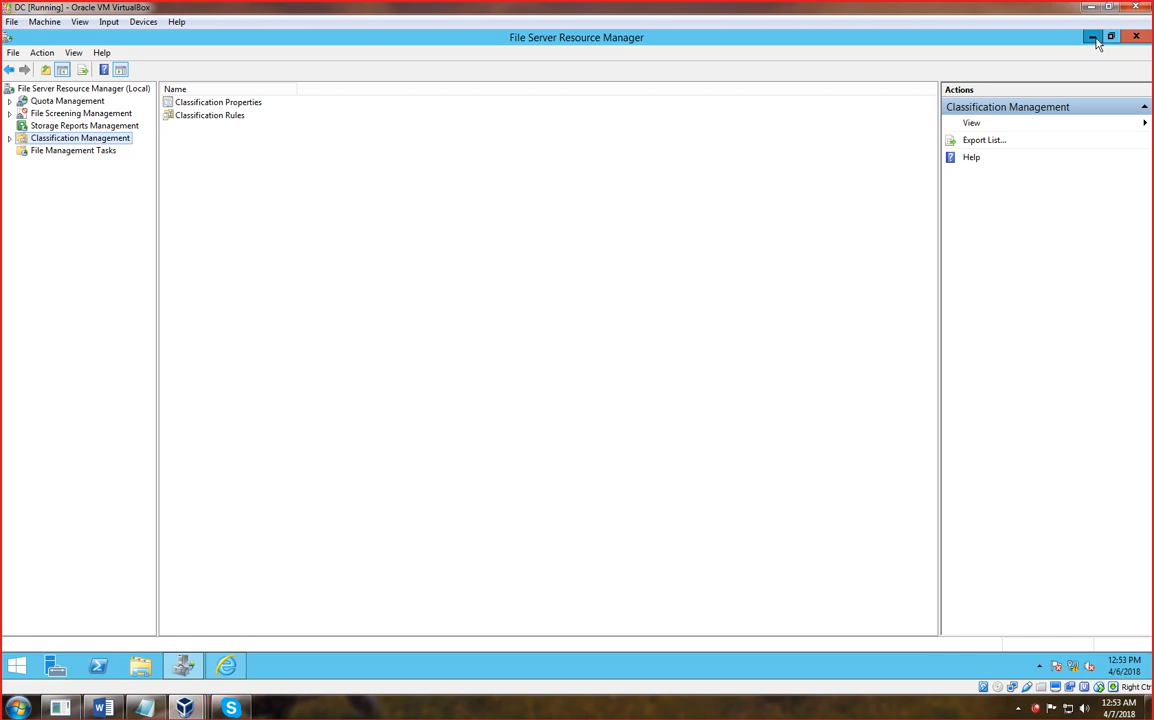 DC [Running] - Oracle VM VirtualBox
File Machine View Input Devices Help
File Server Resource Manager
File Action View Help
File Server Resource Manager (Local)
Quota Management
File Screening Management
Storage Reports Management
Classification Management
File Management Tasks
Name
Classification Properties
Classification Rules
Actions
Classification Management
View
Export List...
Help
12:53 PM
4/6/2018
Right Ctr
12:53 AM
4/7/2018